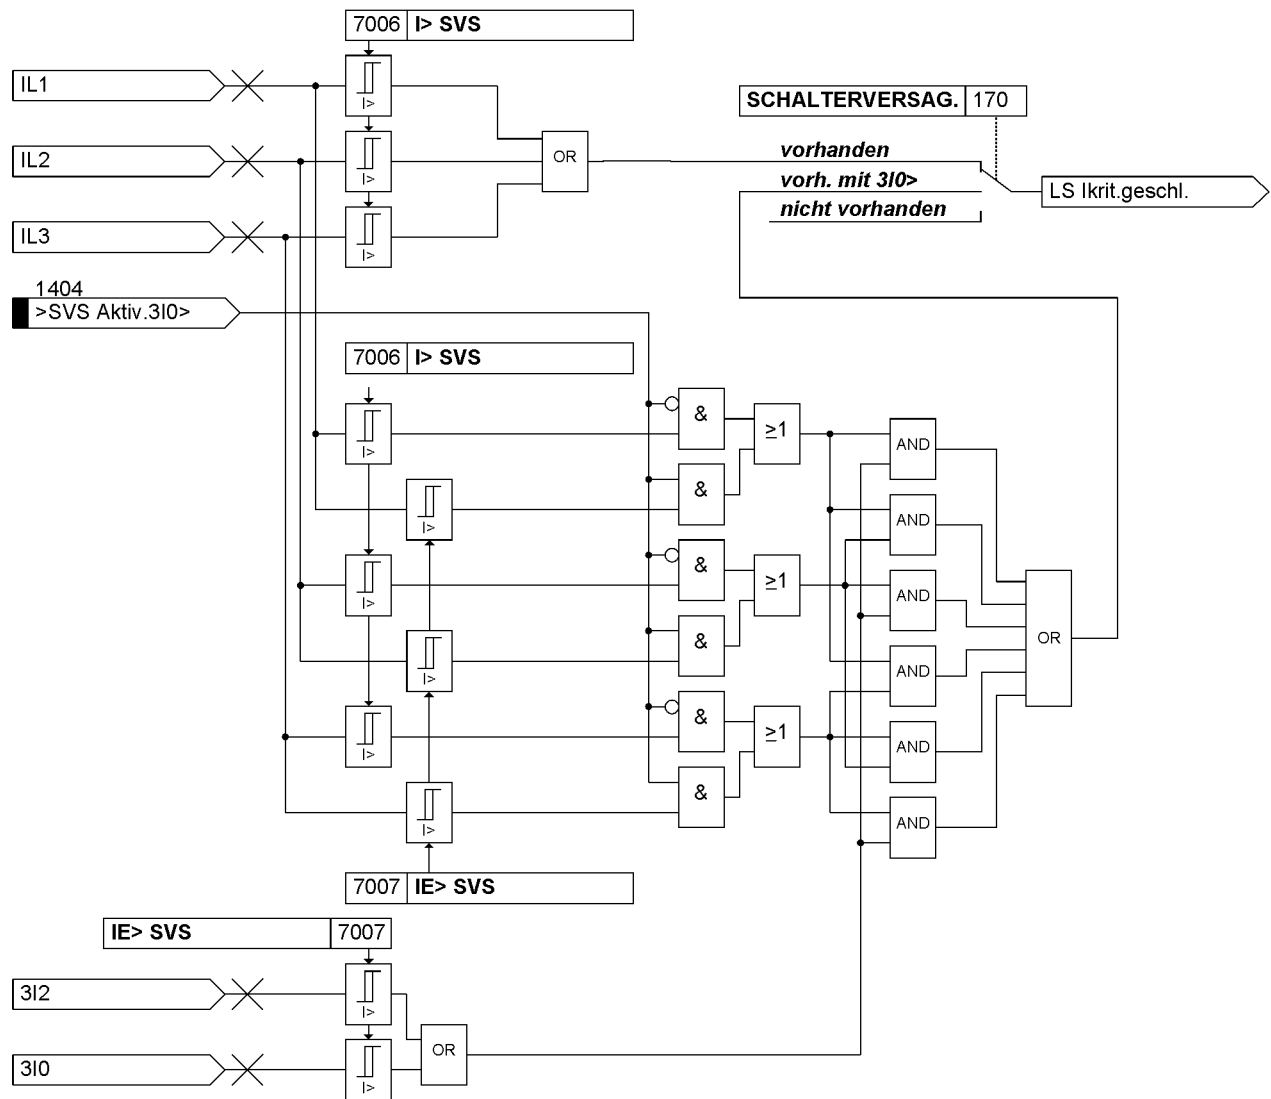 7006 I> SVS
IL1
I>
SCHALTERVERSAG. 170
IL2
I>
OR
vorhanden
vorh. mit 3I0>
LS Ikrit.geschl.
nicht vorhanden
IL3
I>
1404
>SVS Aktiv.3I0>
7006 I> SVS
I>
&
≥1
AND
I>
&
AND
I>
&
≥1
AND
I>
&
AND
OR
I>
&
≥1
AND
I>
&
AND
7007 IE> SVS
IE> SVS 7007
3I2
I>
OR
3I0
I>